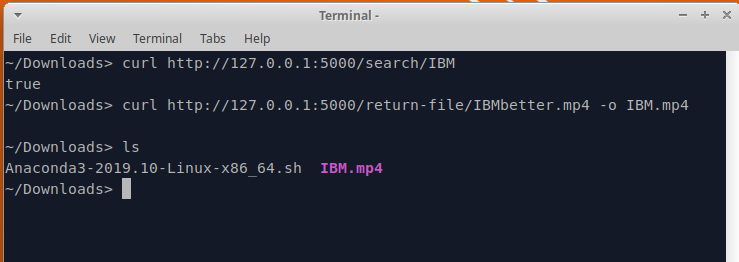 Terminal -
File Edit View Terminal Tabs Help
~/Downloads> curl http://127.0.0.1:5000/search/IBM
true
~/Downloads> curl http://127.0.0.1:5000/return-file/IBMbetter.mp4 -o IBM.mp4
~/Downloads> ls
Anaconda3-2019.10-Linux-x86_64.sh IBM.mp4
~/Downloads>